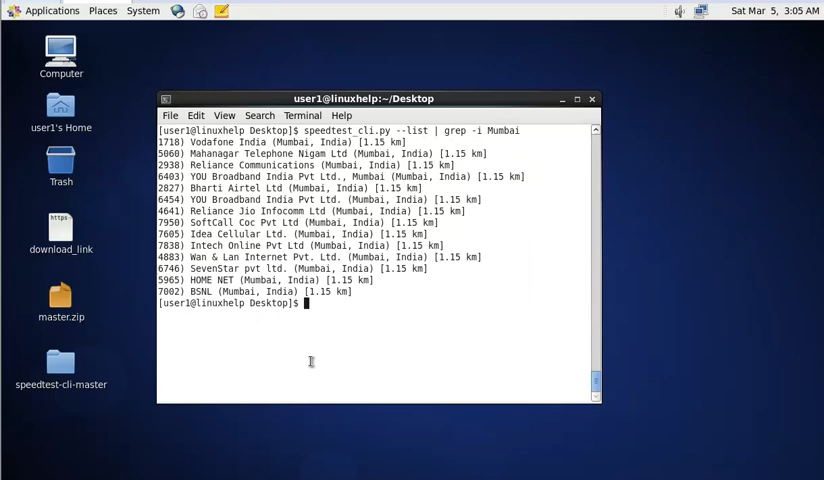 Applications Places System
Sat Mar 5, 3:05 AM
Computer
user1's Home
Trash
https-
download_link
master.zip
speedtest-cli-master
user1@linuxhelp:~/Desktop
File Edit View Search Terminal Help
[user1@linuxhelp Desktop]$ speedtest_cli.py --list | grep -i Mumbai
1718) Vodafone India (Mumbai, India) [1.15 km]
5060) Mahanagar Telephone Nigam Ltd (Mumbai, India) [1.15 km]
2938) Reliance Communications (Mumbai, India) [1.15 km]
6403) YOU Broadband India Pvt Ltd., Mumbai (Mumbai, India) [1.15 km]
2827) Bharti Airtel Ltd (Mumbai, India) [1.15 km]
6454) YOU Broadband India Pvt Ltd. (Mumbai, India) [1.15 km]
4641) Reliance Jio Infocomm Ltd (Mumbai, India) [1.15 km]
7950) SoftCall Coc Pvt Ltd (Mumbai, India) [1.15 km]
7605) Idea Cellular Ltd. (Mumbai, India) [1.15 km]
7838) Intech Online Pvt Ltd (Mumbai, India) [1.15 km]
4883) Wan & Lan Internet Pvt. Ltd. (Mumbai, India) [1.15 km]
6746) SevenStar pvt ltd. (Mumbai, India) [1.15 km]
5965) HOME NET (Mumbai, India) [1.15 km]
7002) BSNL (Mumbai, India) [1.15 km]
[user1@linuxhelp Desktop]$